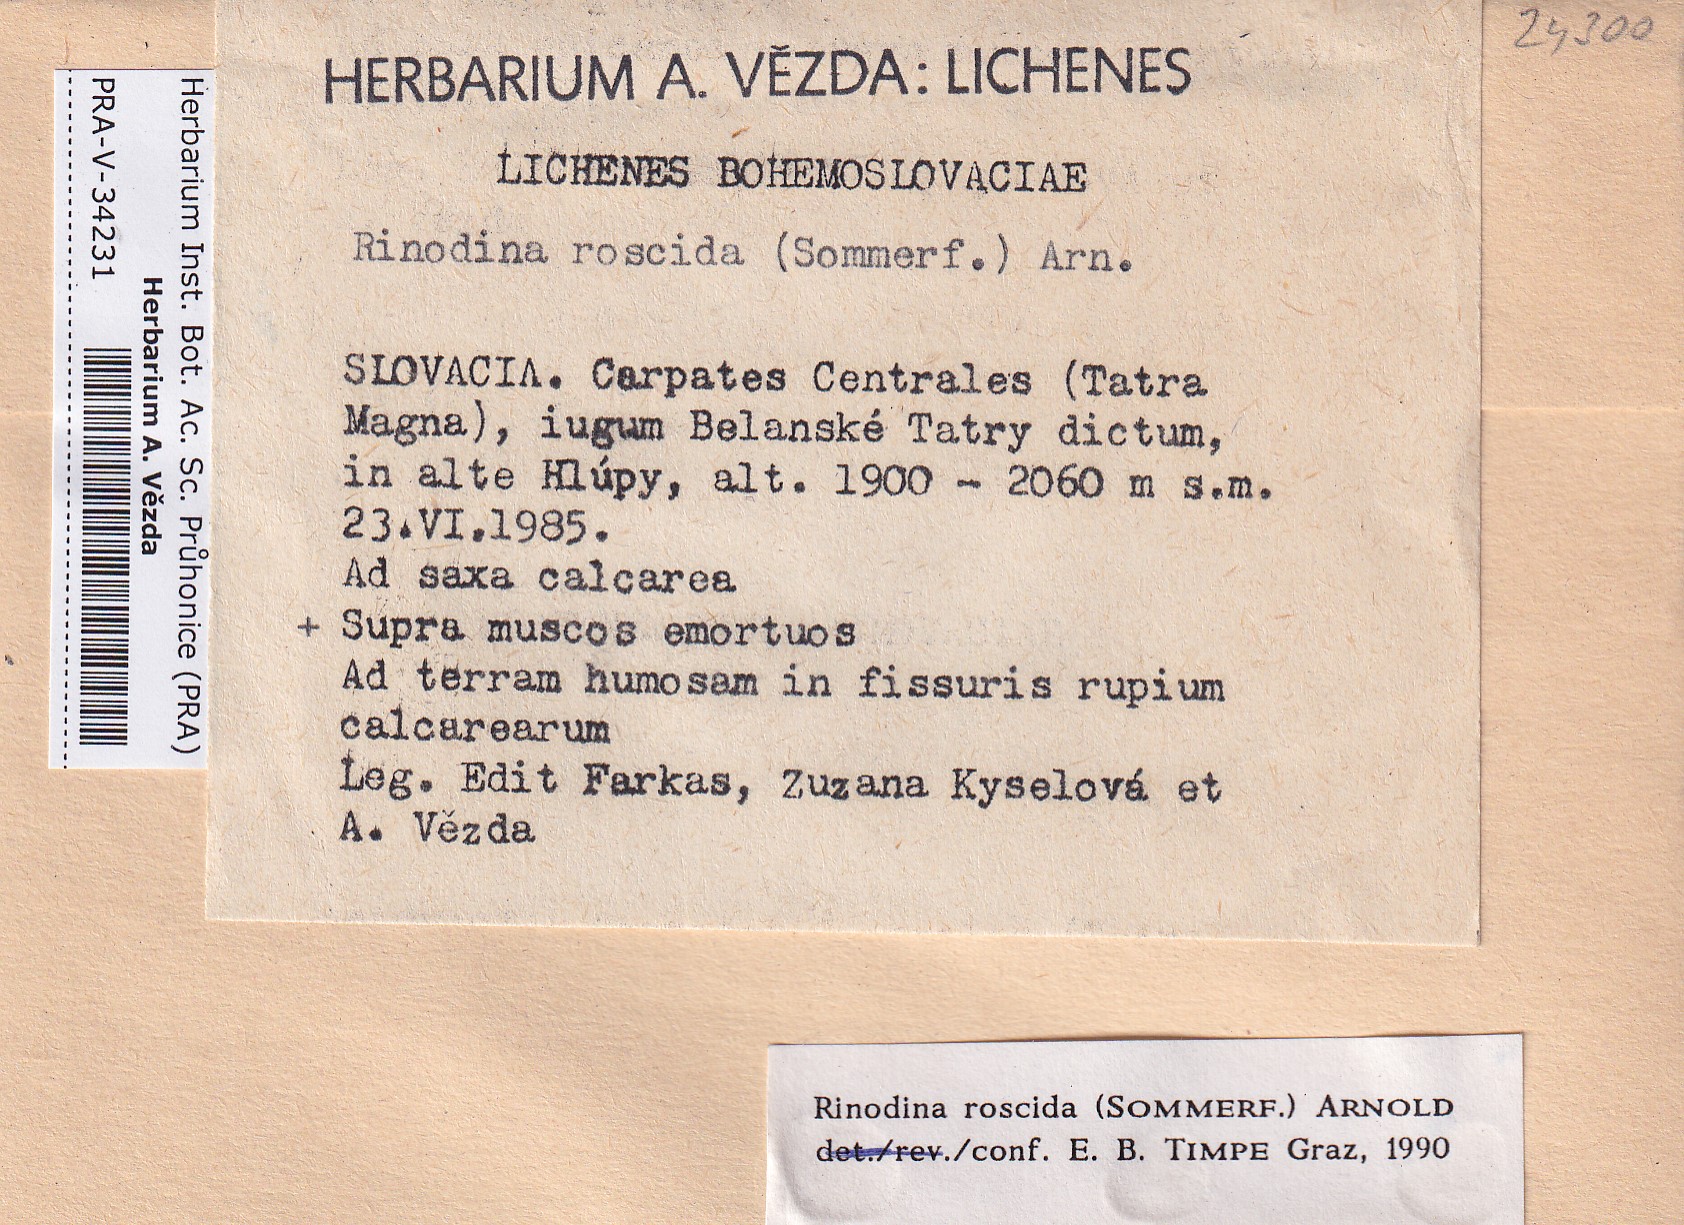 24300
HERBARIUM A. VĚZDA: LICHENES
LICHENES BOHEMOSLOVACIAE
Rinodina roscida (Sommerf.) Arn.
SLOVACIA. Carpates Centrales (Tatra
Magna), iugum Belanské Tatry dictum,
in alte Hlúpy, alt. 1900 - 2060 m s.m.
23.VI.1985.
Ad saxa calcarea
+ Supra muscos emortuos
Ad terram humosam in fissuris rupium
calcarearum
Leg. Edit Farkas, Zuzana Kyselová et
A. Vězda
Herbarium Inst. Bot. Ac. Sc. Průhonice (PRA)
Herbarium A. Vězda
PRA-V-34231
Rinodina roscida (SOMMERF.) ARNOLD
det./rev./conf. E. B. TIMPE Graz, 1990